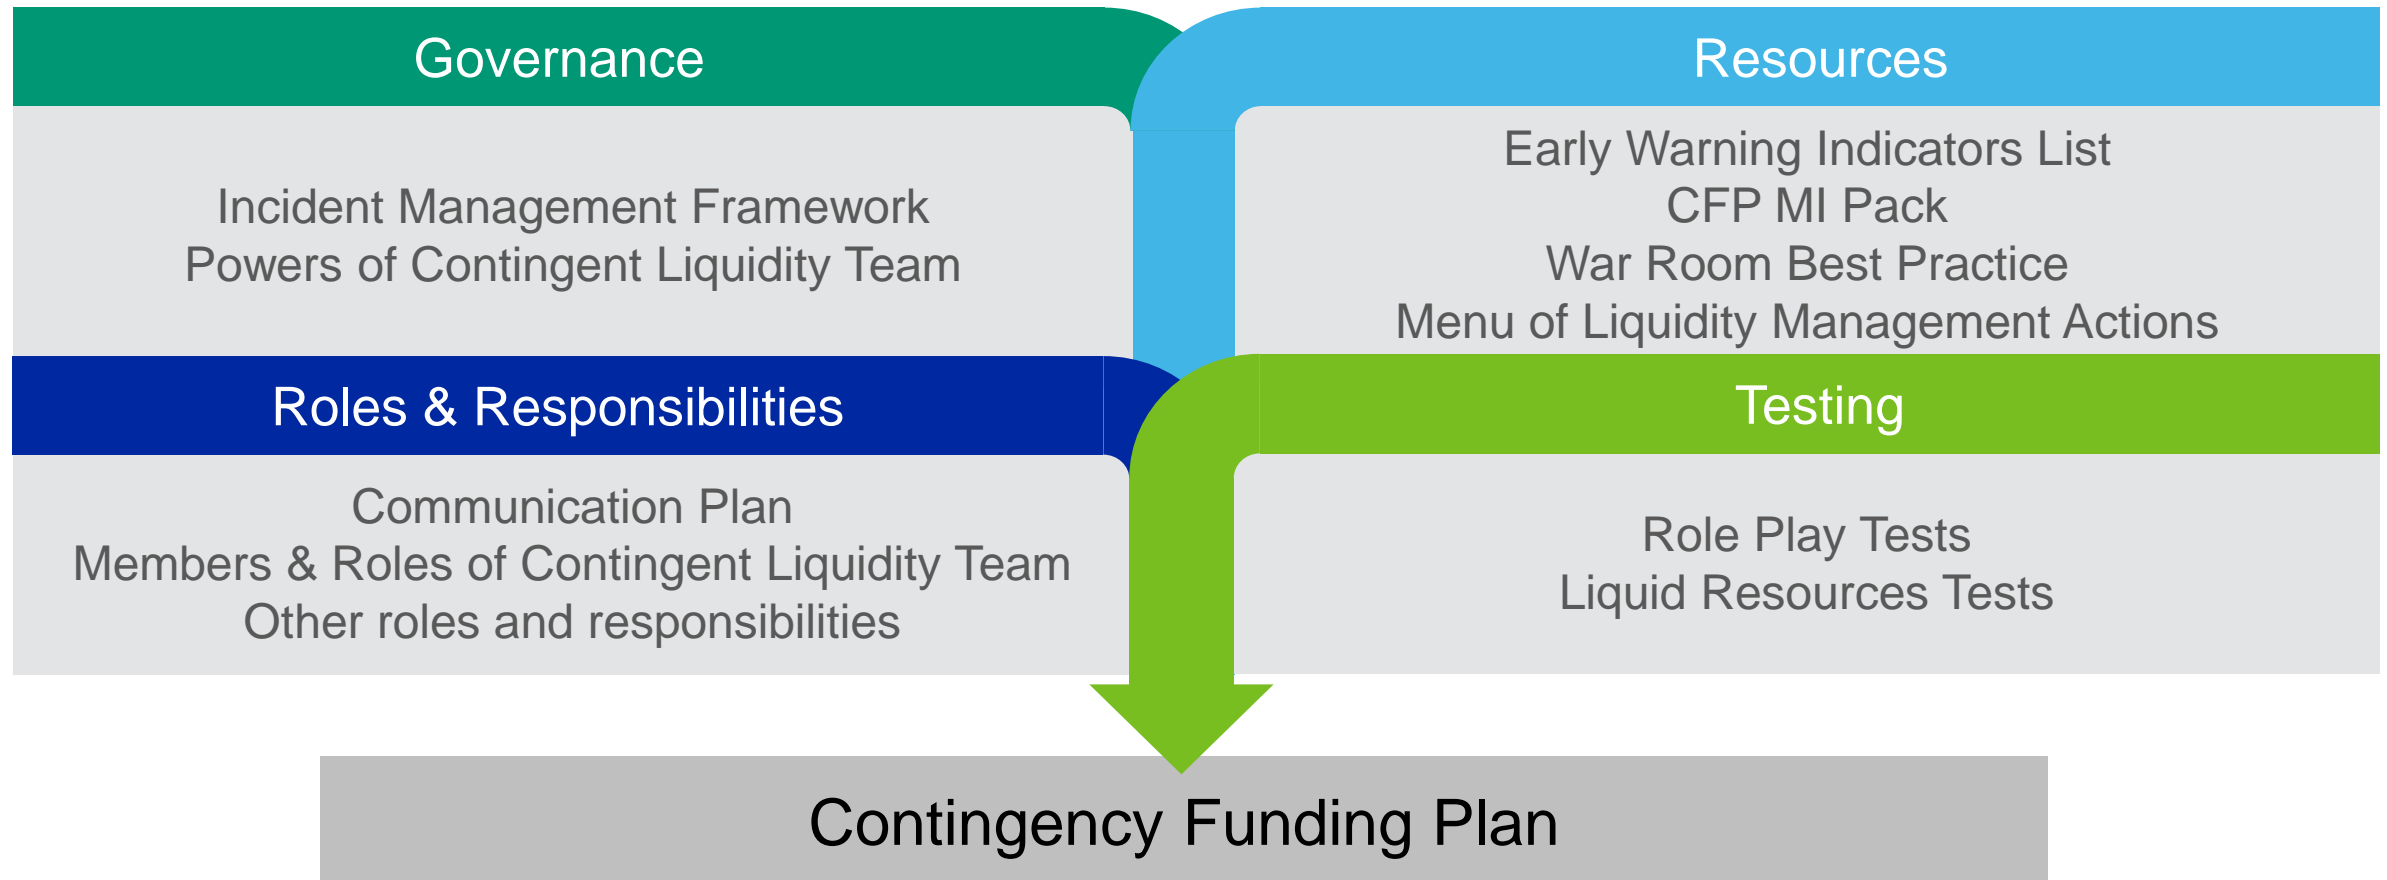 Governance
Incident Management Framework
Powers of Contingent Liquidity Team
Resources
Early Warning Indicators List
CFP MI Pack
War Room Best Practice
Menu of Liquidity Management Actions
Roles & Responsibilities
Communication Plan
Members & Roles of Contingent Liquidity Team
Other roles and responsibilities
Testing
Role Play Tests
Liquid Resources Tests
Contingency Funding Plan